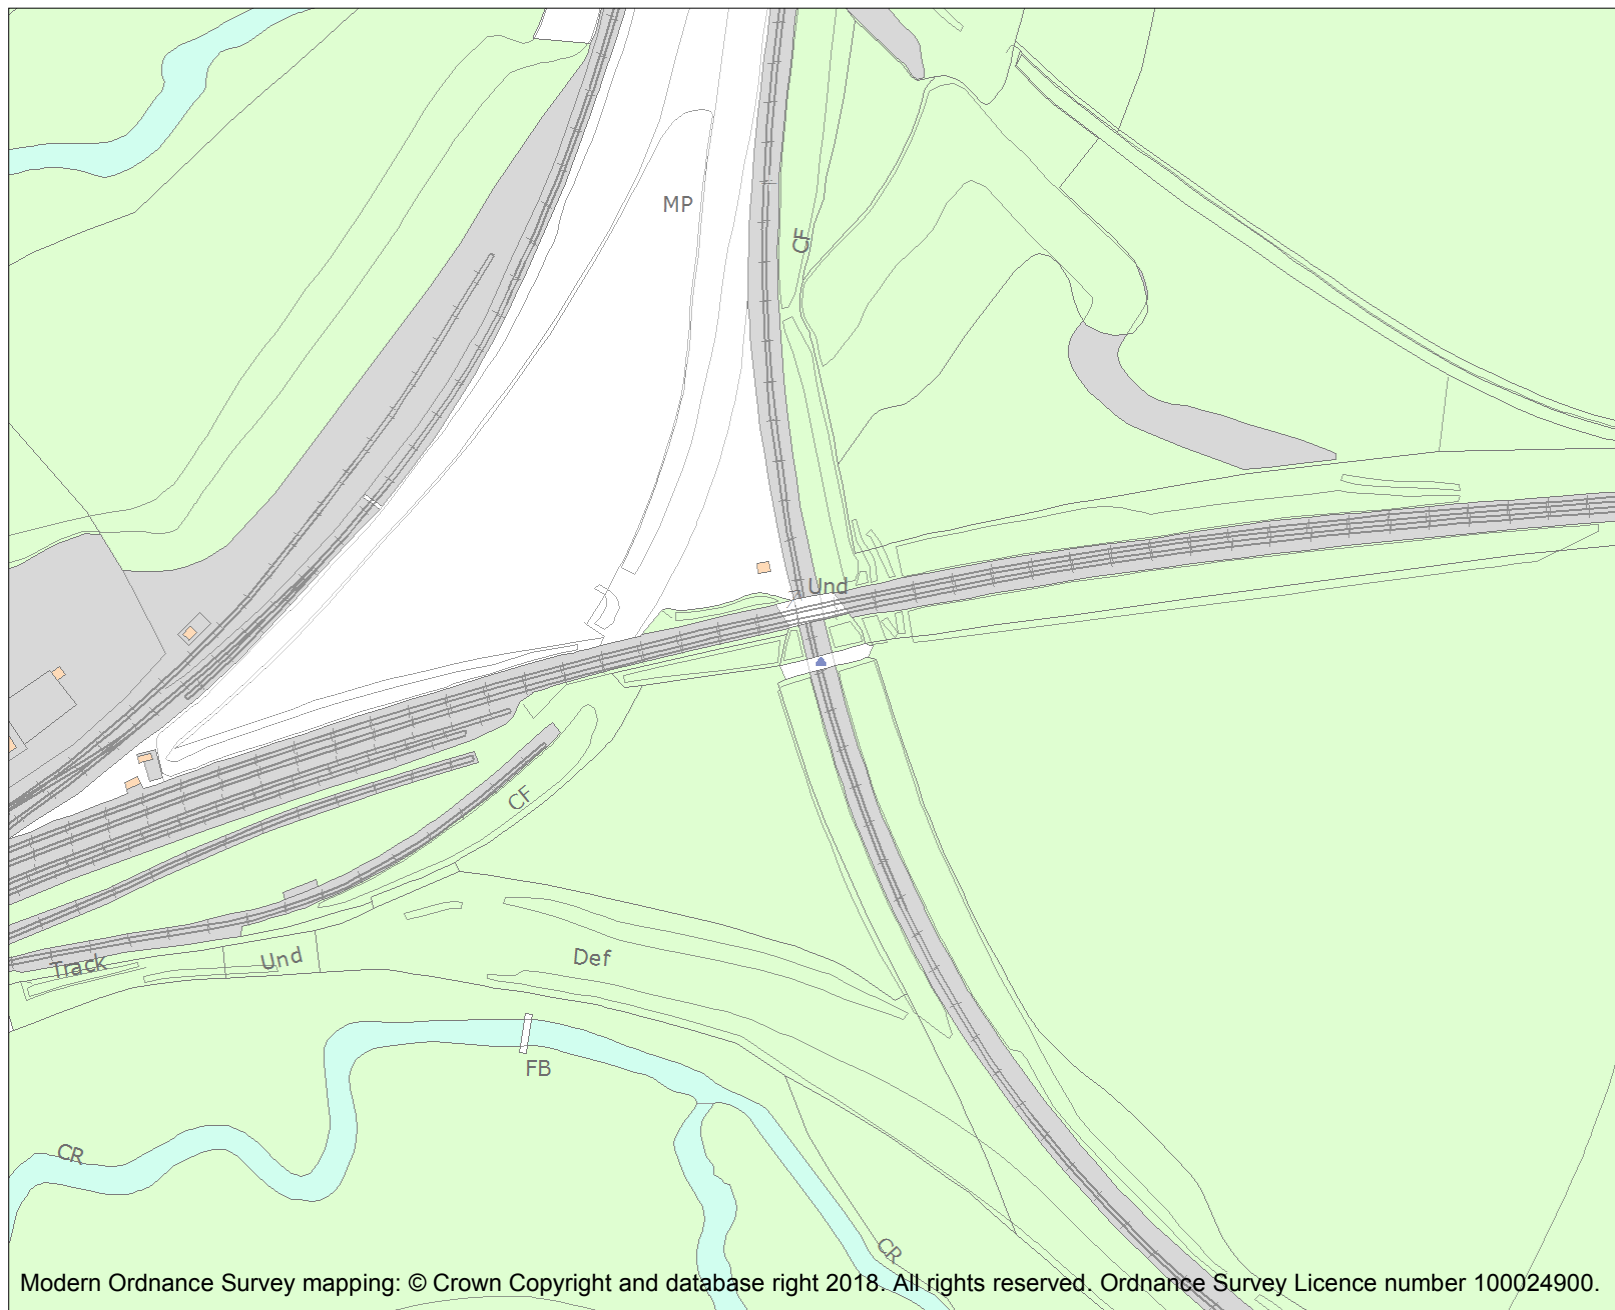 MP
CF
Und
CF
Track
Und
Def
FB
CR
CR
Modern Ordnance Survey mapping: © Crown Copyright and database right 2018. All rights reserved. Ordnance Survey Licence number 100024900.